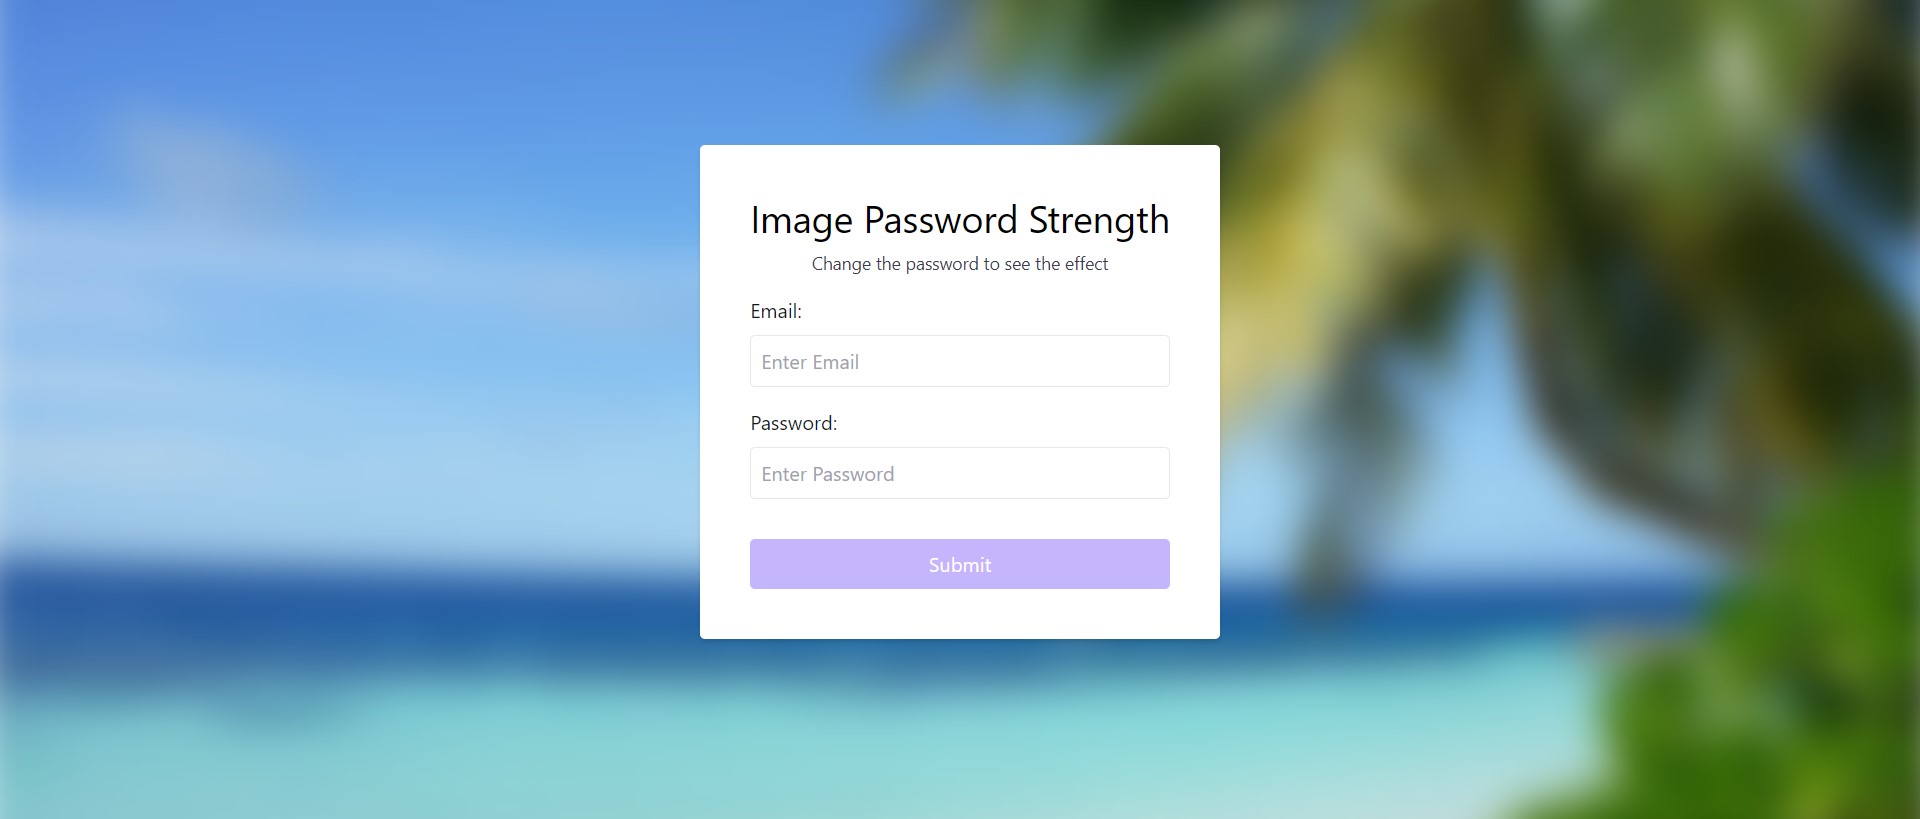 Image Password Strength
Change the password to see the effect
Email:
Enter Email
Password:
Enter Password
Submit